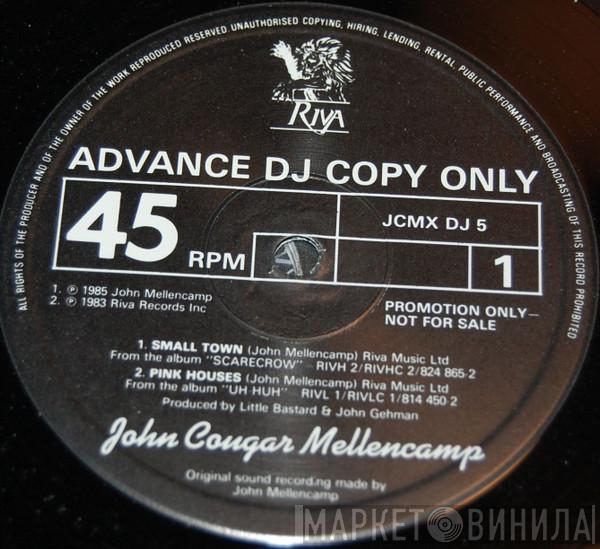 ALL RIGHTS OF THE PRODUCER AND OF THE OWNER OF THE WORK REPRODUCED RESERVED UNAUTHORISED COPYING, HIRING, LENDING, RENTAL PUBLIC PERFORMANCE AND BROADCASTING OF THIS RECORD PROHIBITED
RIVA
ADVANCE DJ COPY ONLY
45 RPM
JCMX DJ 5
A
1
1. ℗ 1985 John Mellencamp
2. ℗ 1983 Riva Records Inc
PROMOTION ONLY—
NOT FOR SALE
1. SMALL TOWN (John Mellencamp) Riva Music Ltd
From the album "SCARECROW" - RIVH 2/RIVHC 2/824 865-2
2. PINK HOUSES (John Mellencamp) Riva Music Ltd
From the album "UH-HUH" - RIVL 1/RIVLC 1/814 450-2
Produced by Little Bastard & John Gehman
John Cougar Mellencamp
Original sound recording made by
John Mellencamp
МАРКЕТ ВИНИЛА